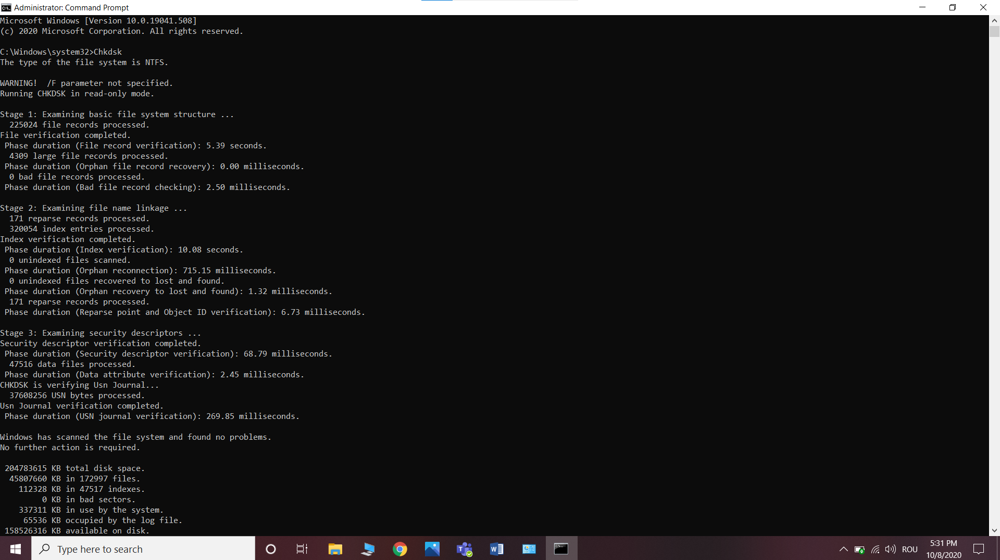 Administrator: Command Prompt
Microsoft Windows [Version 10.0.19041.508]
(c) 2020 Microsoft Corporation. All rights reserved.
C:\Windows\system32>Chkdsk
The type of the file system is NTFS.
WARNING!  /F parameter not specified.
Running CHKDSK in read-only mode.
Stage 1: Examining basic file system structure ...
  225024 file records processed.
File verification completed.
 Phase duration (File record verification): 5.39 seconds.
  4309 large file records processed.
 Phase duration (Orphan file record recovery): 0.00 milliseconds.
  0 bad file records processed.
 Phase duration (Bad file record checking): 2.50 milliseconds.
Stage 2: Examining file name linkage ...
  171 reparse records processed.
  320054 index entries processed.
Index verification completed.
 Phase duration (Index verification): 10.08 seconds.
  0 unindexed files scanned.
 Phase duration (Orphan reconnection): 715.15 milliseconds.
  0 unindexed files recovered to lost and found.
 Phase duration (Orphan recovery to lost and found): 1.32 milliseconds.
  171 reparse records processed.
 Phase duration (Reparse point and Object ID verification): 6.73 milliseconds.
Stage 3: Examining security descriptors ...
Security descriptor verification completed.
 Phase duration (Security descriptor verification): 68.79 milliseconds.
  47516 data files processed.
 Phase duration (Data attribute verification): 2.45 milliseconds.
CHKDSK is verifying Usn Journal...
  37608256 USN bytes processed.
Usn Journal verification completed.
 Phase duration (USN journal verification): 269.85 milliseconds.
Windows has scanned the file system and found no problems.
No further action is required.
 204783615 KB total disk space.
  45807660 KB in 172997 files.
    112328 KB in 47517 indexes.
         0 KB in bad sectors.
    337311 KB in use by the system.
     65536 KB occupied by the log file.
 158526316 KB available on disk.
Type here to search
ROU
5:31 PM
10/8/2020